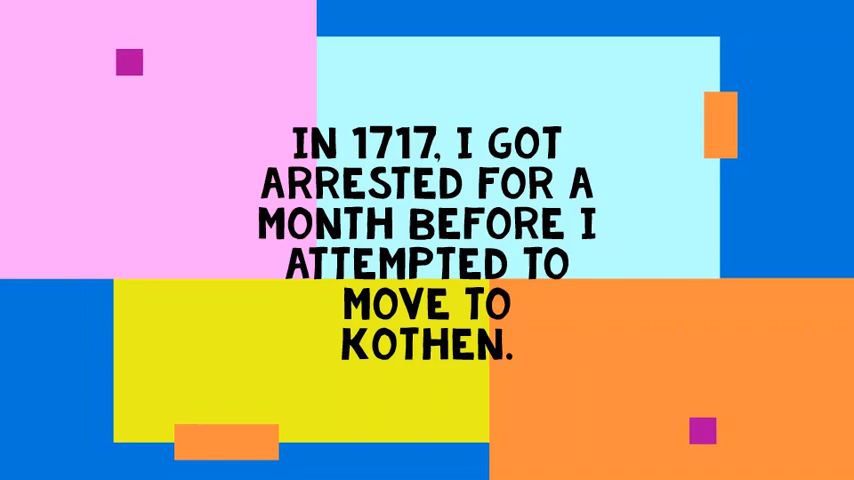 IN 1717, I GOT
ARRESTED FOR A
MONTH BEFORE I
ATTEMPTED TO
MOVE TO
KOTHEN.